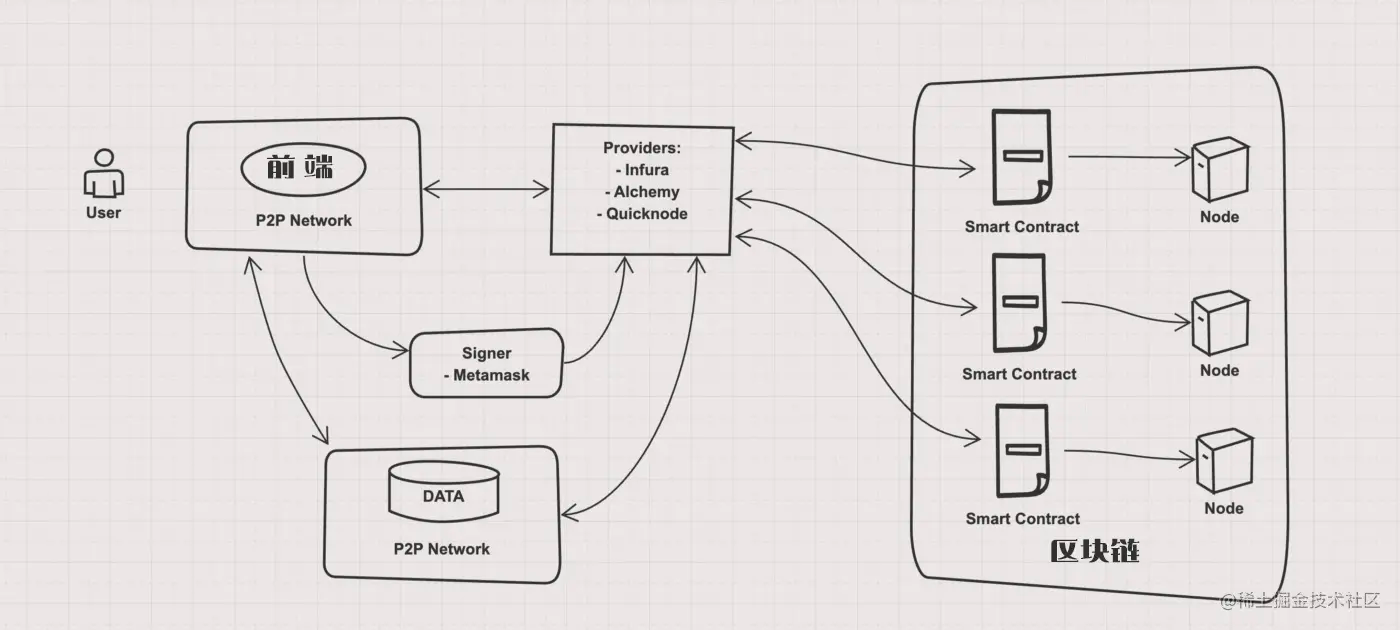 User
前端
P2P Network
Providers:
- Infura
- Alchemy
- Quicknode
Signer
- Metamask
DATA
P2P Network
Smart Contract
Node
Smart Contract
Node
Smart Contract
Node
区块链
@稀土掘金技术社区